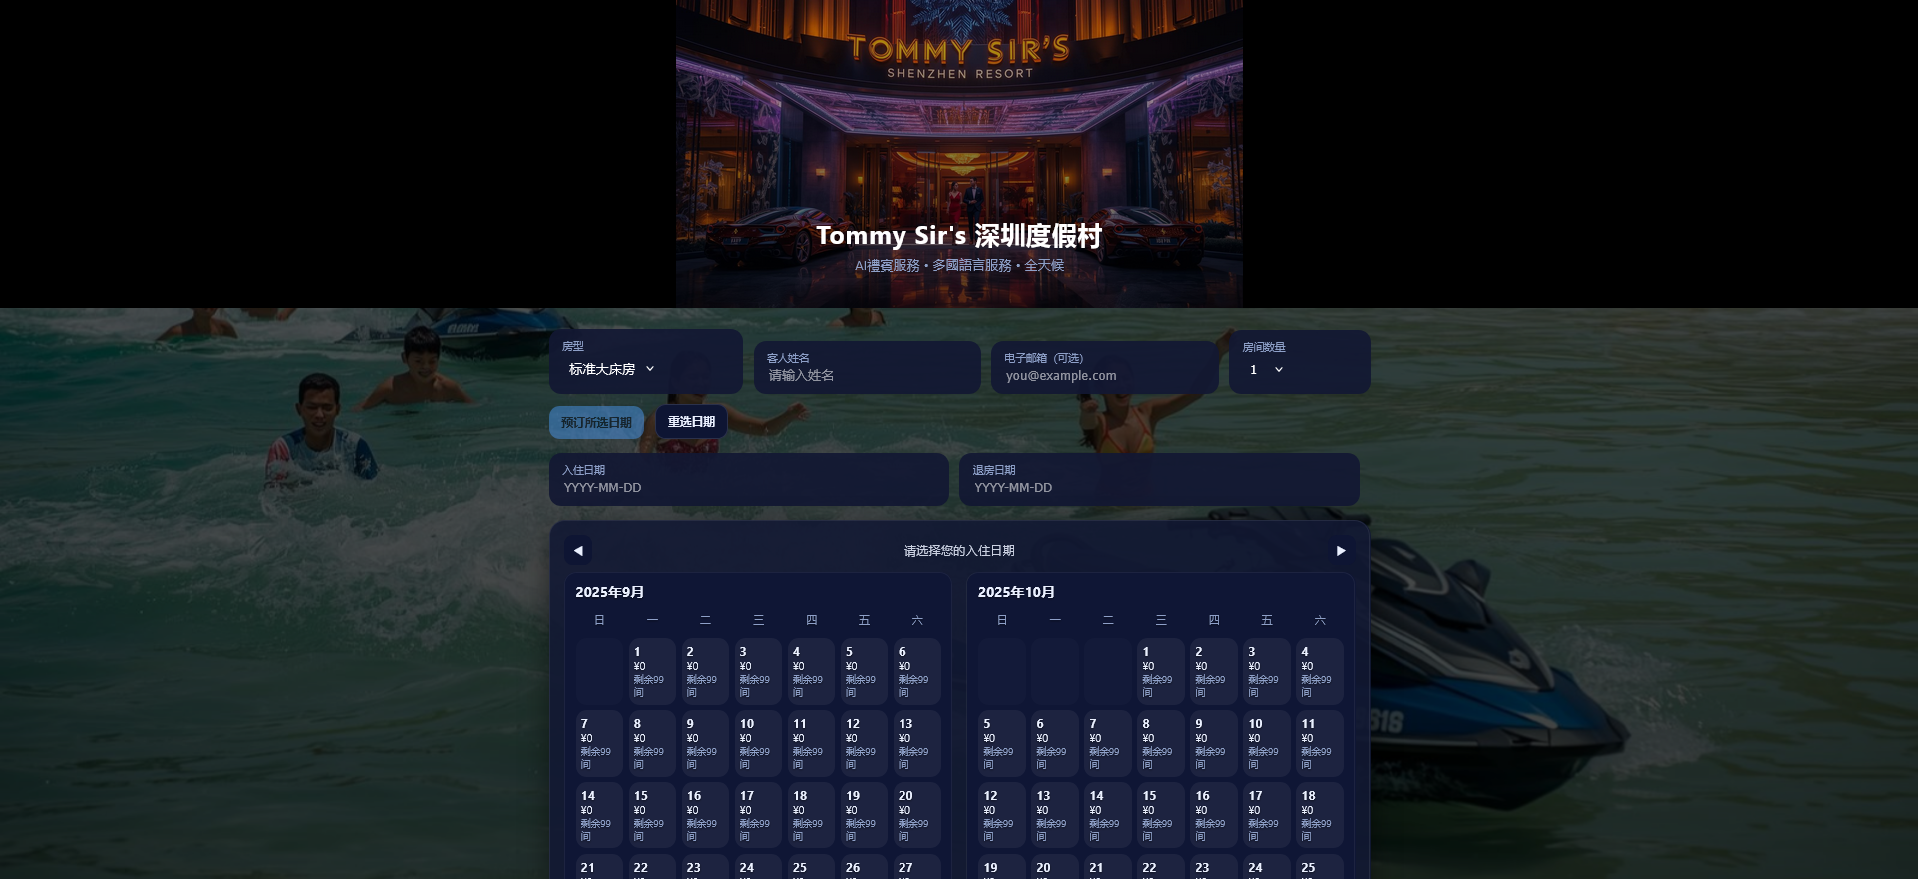 TOMMY SIR'S
SHENZHEN RESORT
Tommy Sir's 深圳度假村
AI禮賓服務・多國語言服務・全天候
房型
标准大床房
客人姓名
请输入姓名
电子邮箱（可选）
you@example.com
房间数量
1
预订所选日期
重选日期
入住日期
YYYY-MM-DD
退房日期
YYYY-MM-DD
◀ 请选择您的入住日期 ▶
2025年9月
日 一 二 三 四 五 六
1 2 3 4 5 6
¥0 ¥0 ¥0 ¥0 ¥0 ¥0
剩余99 剩余99 剩余99 剩余99 剩余99 剩余99
间 间 间 间 间 间
7 8 9 10 11 12 13
¥0 ¥0 ¥0 ¥0 ¥0 ¥0 ¥0
剩余99 剩余99 剩余99 剩余99 剩余99 剩余99 剩余99
间 间 间 间 间 间 间
14 15 16 17 18 19 20
¥0 ¥0 ¥0 ¥0 ¥0 ¥0 ¥0
剩余99 剩余99 剩余99 剩余99 剩余99 剩余99 剩余99
间 间 间 间 间 间 间
21 22 23 24 25 26 27
2025年10月
日 一 二 三 四 五 六
1 2 3 4
¥0 ¥0 ¥0 ¥0
剩余99 剩余99 剩余99 剩余99
间 间 间 间
5 6 7 8 9 10 11
¥0 ¥0 ¥0 ¥0 ¥0 ¥0 ¥0
剩余99 剩余99 剩余99 剩余99 剩余99 剩余99 剩余99
间 间 间 间 间 间 间
12 13 14 15 16 17 18
¥0 ¥0 ¥0 ¥0 ¥0 ¥0 ¥0
剩余99 剩余99 剩余99 剩余99 剩余99 剩余99 剩余99
间 间 间 间 间 间 间
19 20 21 22 23 24 25